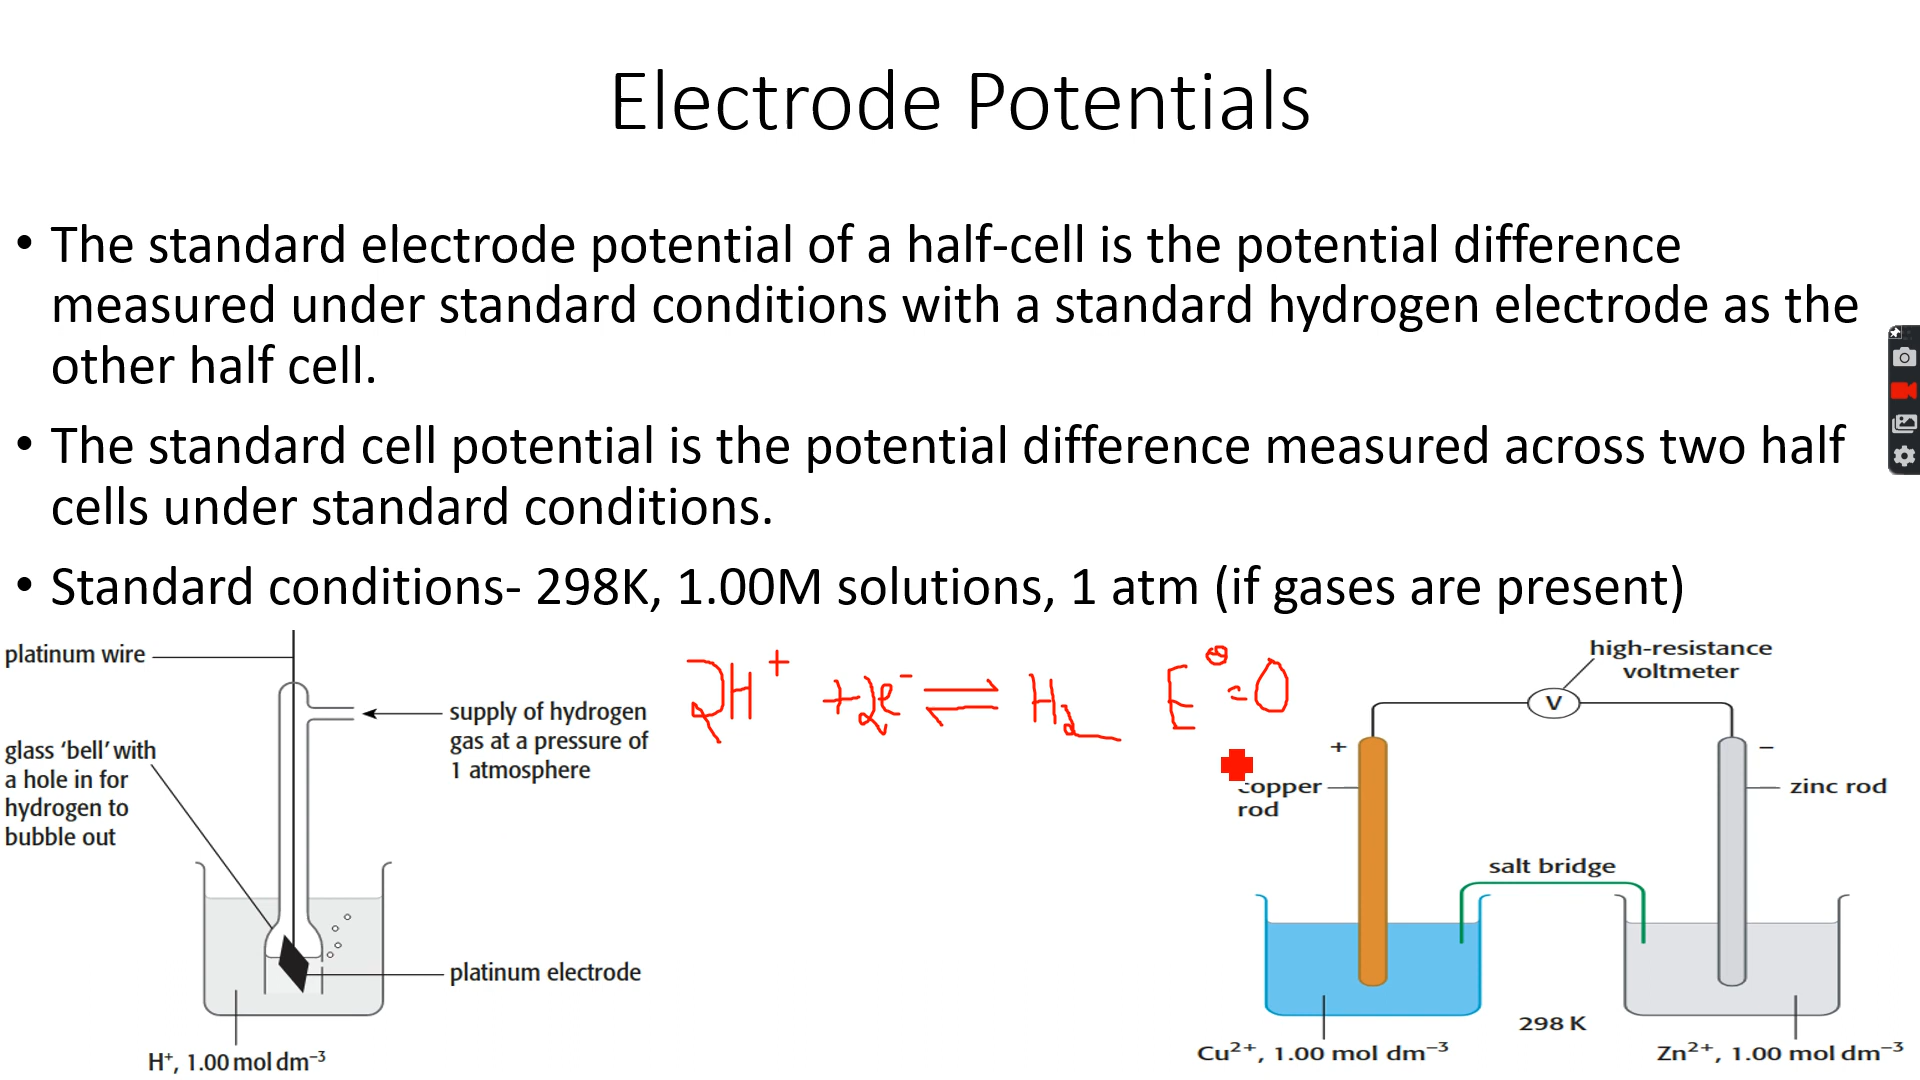 Electrode Potentials
• The standard electrode potential of a half-cell is the potential difference
measured under standard conditions with a standard hydrogen electrode as the
other half cell.
• The standard cell potential is the potential difference measured across two half
cells under standard conditions.
• Standard conditions- 298K, 1.00M solutions, 1 atm (if gases are present)
platinum wire
supply of hydrogen
gas at a pressure of
1 atmosphere
glass ‘bell’ with
a hole in for
hydrogen to
bubble out
platinum electrode
H⁺, 1.00 mol dm⁻³
2H⁺ + 2e⁻ ⇌ H₂ E⊖ = 0
high-resistance
voltmeter
V
+
−
copper
rod
zinc rod
salt bridge
298 K
Cu²⁺, 1.00 mol dm⁻³
Zn²⁺, 1.00 mol dm⁻³